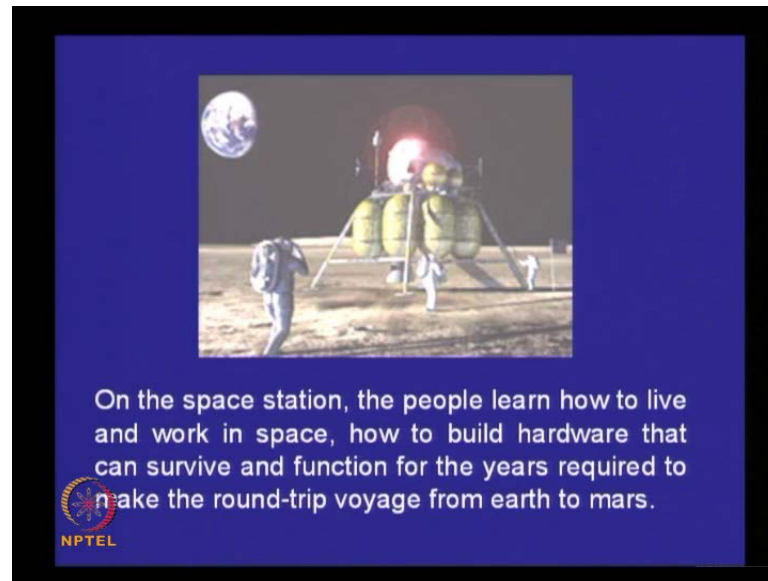 On the space station, the people learn how to live
and work in space, how to build hardware that
can survive and function for the years required to
make the round-trip voyage from earth to mars.
NPTEL